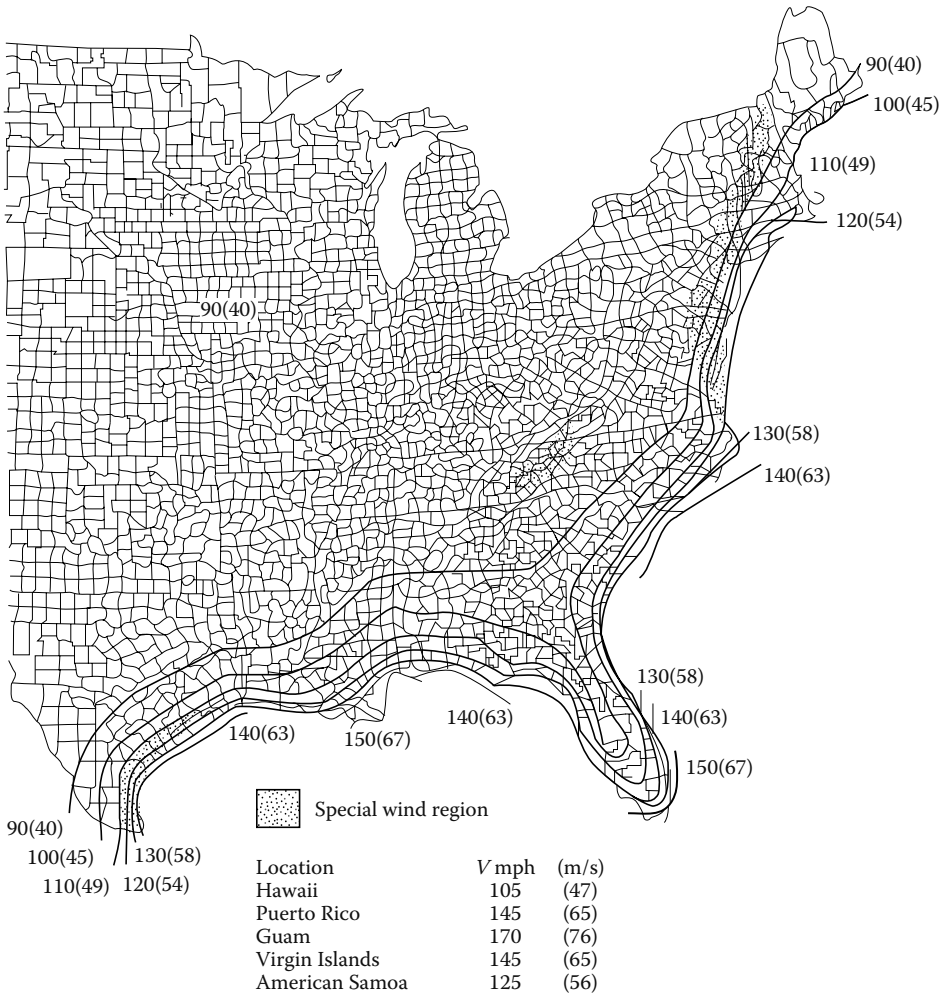 90(40)
100(45)
110(49)
120(54)
90(40)
130(58)
140(63)
130(58)
140(63)
140(63)
140(63)
150(67)
150(67)
Special wind region
90(40)
100(45)
110(49)
120(54)
130(58)
Location V mph (m/s)
Hawaii 105 (47)
Puerto Rico 145 (65)
Guam 170 (76)
Virgin Islands 145 (65)
American Samoa 125 (56)